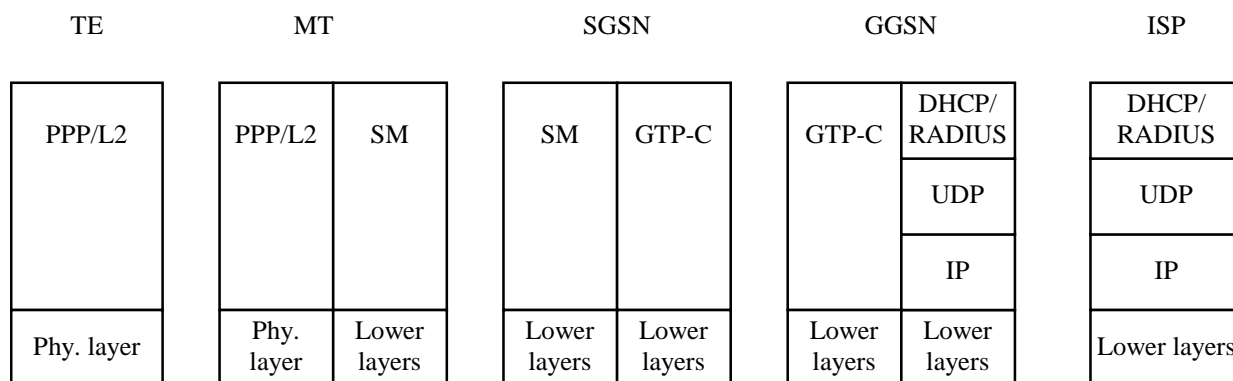 TE MT SGSN GGSN ISP
DHCP/ DHCP/
PPP/L2 PPP/L2 SM SM GTP-C GTP-C RADIUS RADIUS
UDP UDP
IP IP
Phy. Lower Lower Lower Lower Lower
Phy. layer layer layers layers layers layers layers Lower layers